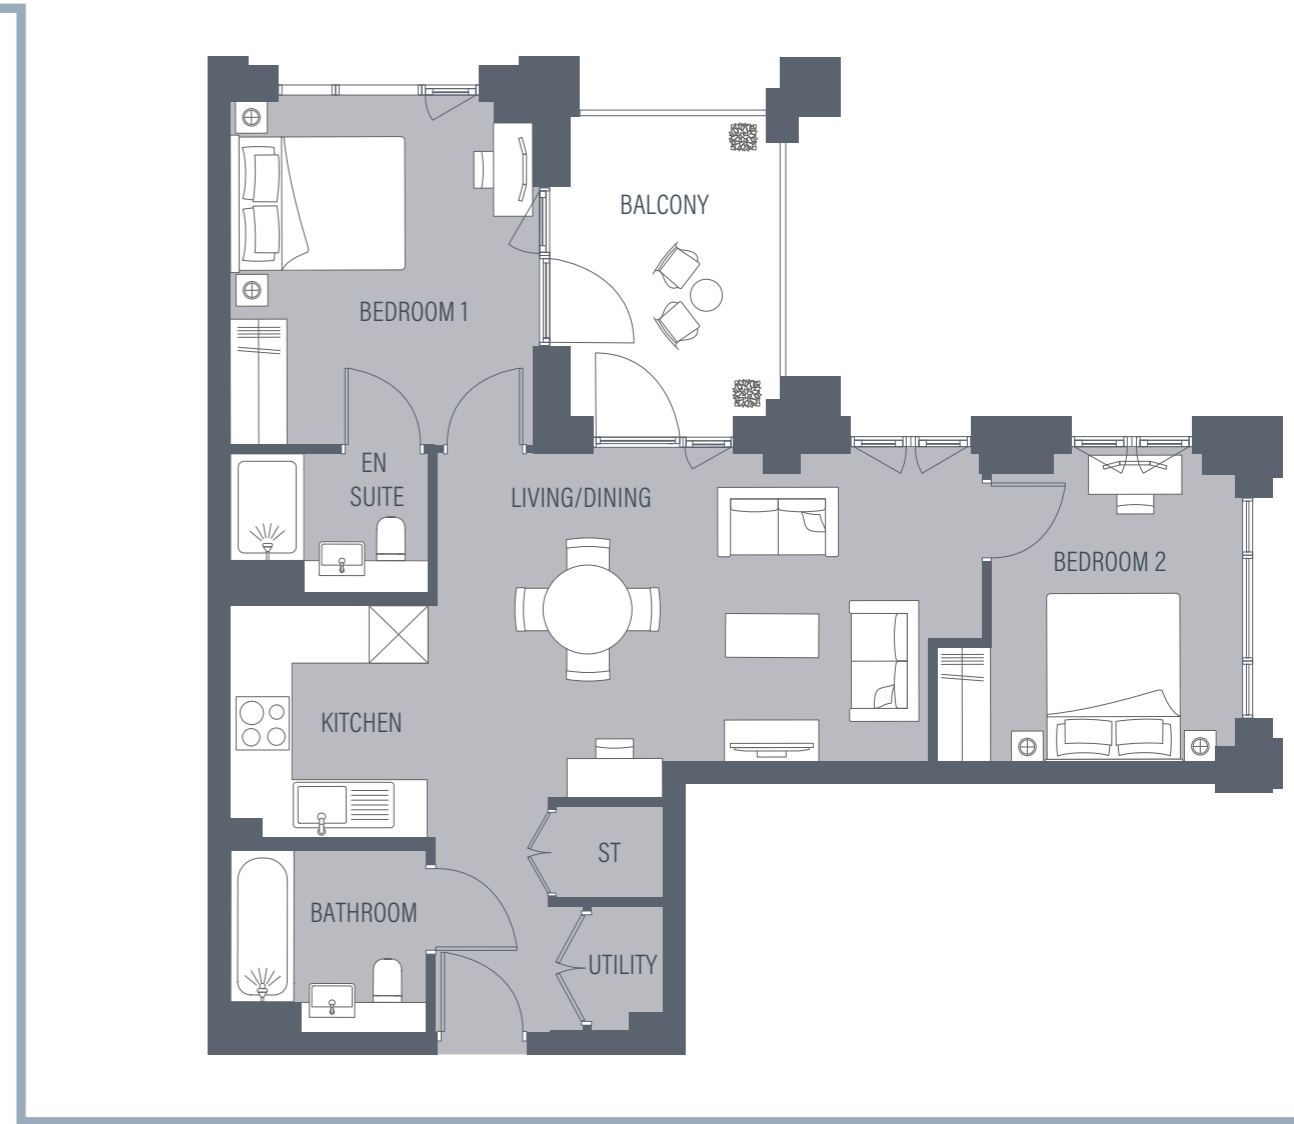 BALCONY
BEDROOM 1
EN
SUITE
LIVING/DINING
BEDROOM 2
KITCHEN
ST
BATHROOM
UTILITY